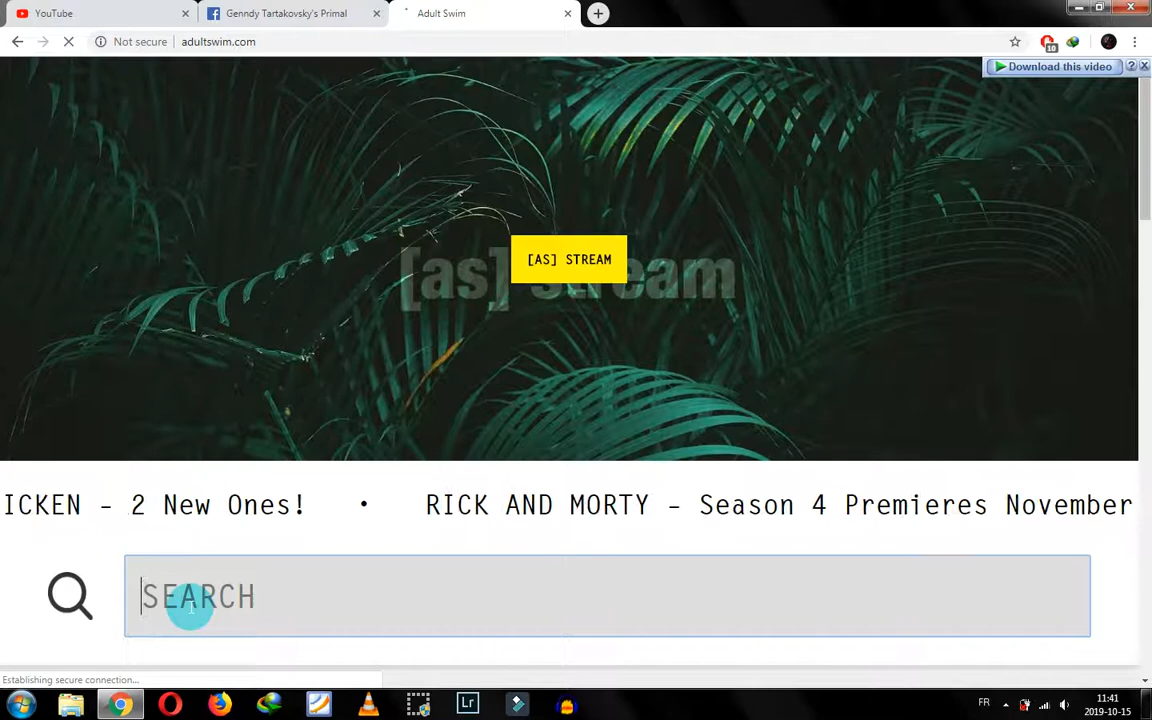 YouTube
Genndy Tartakovsky's Primal
Adult Swim
Not secure
adultswim.com
10
Download this video
?
[as] stream
[AS] STREAM
ICKEN - 2 New Ones! • RICK AND MORTY - Season 4 Premieres November
SEARCH
Establishing secure connection...
Lr
FR
11:41
2019-10-15